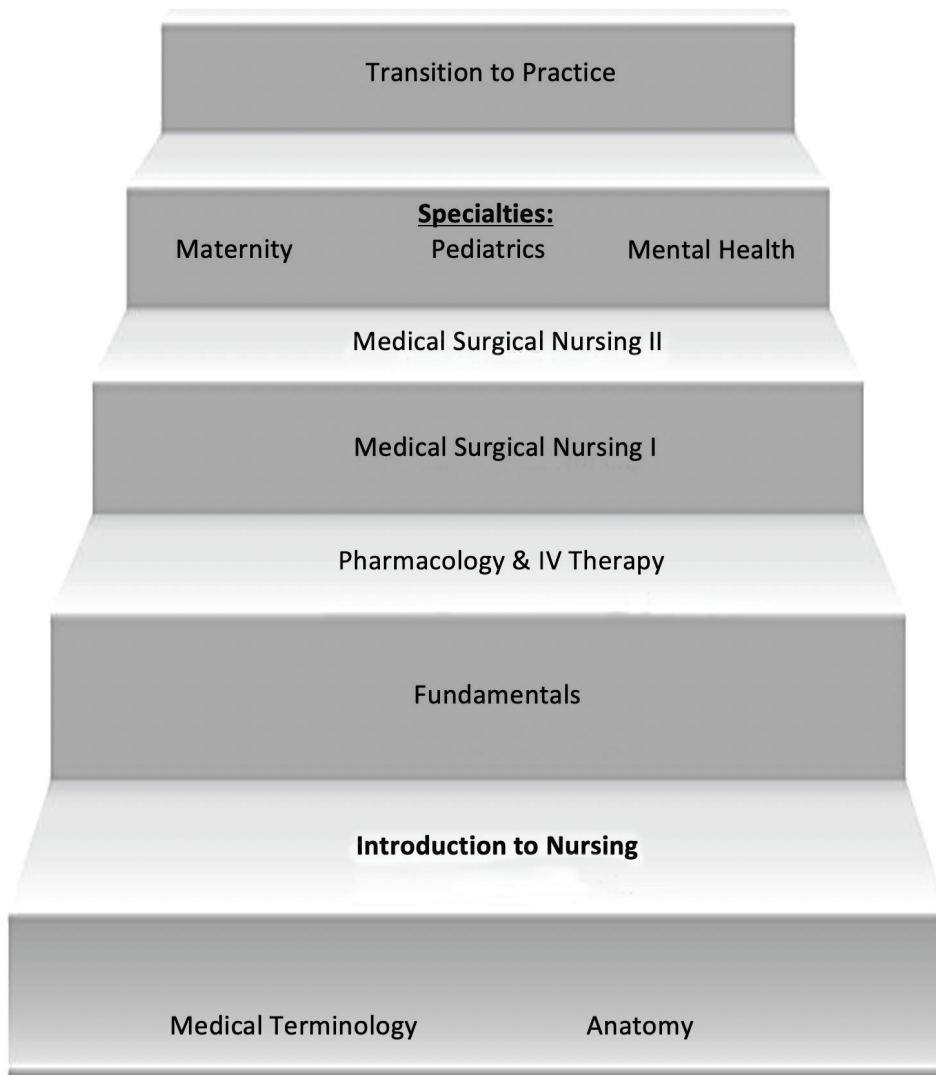 Transition to Practice
Specialties:
Maternity Pediatrics Mental Health
Medical Surgical Nursing II
Medical Surgical Nursing I
Pharmacology & IV Therapy
Fundamentals
Introduction to Nursing
Medical Terminology Anatomy